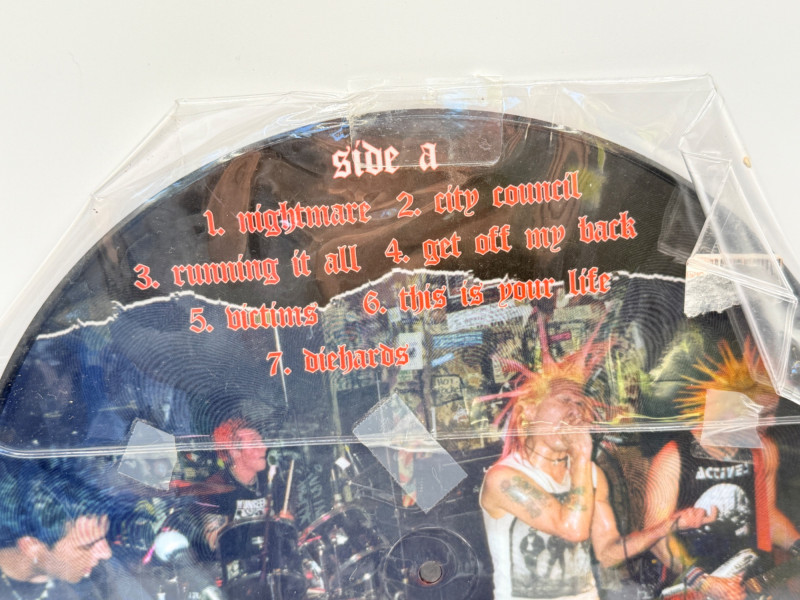 side a
1. nightmare 2. city council
3. running it all 4. get off my back
5. victims 6. this is your life
7. diehards
ACTIVE